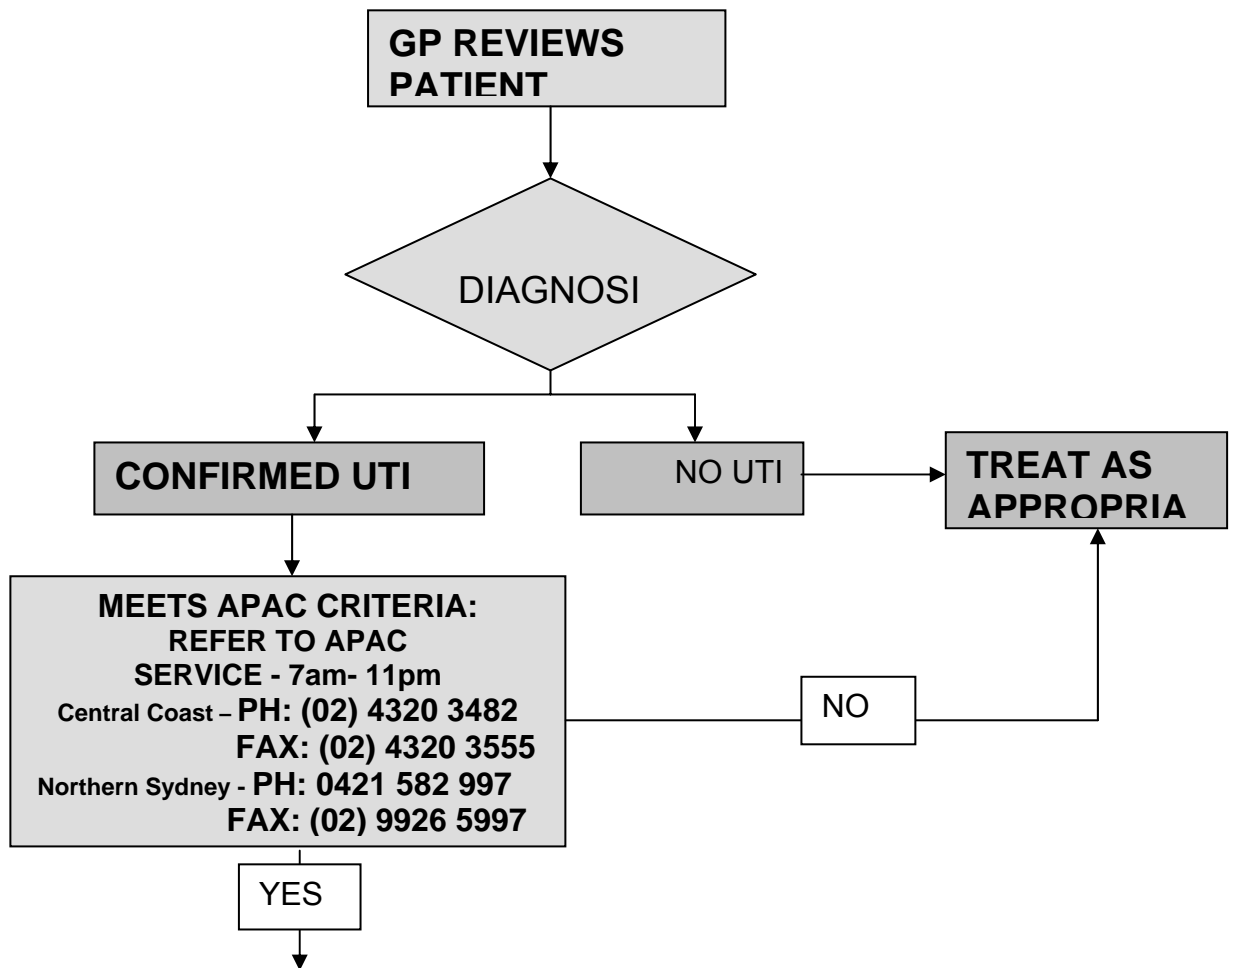 GP REVIEWS
PATIENT
DIAGNOSI
CONFIRMED UTI
NO UTI
TREAT AS
APPROPRIA
MEETS APAC CRITERIA:
REFER TO APAC
SERVICE - 7am- 11pm
Central Coast – PH: (02) 4320 3482
FAX: (02) 4320 3555
Northern Sydney - PH: 0421 582 997
FAX: (02) 9926 5997
NO
YES